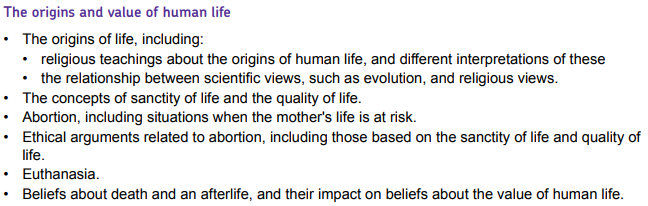 The origins and value of human life
• The origins of life, including:
• religious teachings about the origins of human life, and different interpretations of these
• the relationship between scientific views, such as evolution, and religious views.
• The concepts of sanctity of life and the quality of life.
• Abortion, including situations when the mother's life is at risk.
• Ethical arguments related to abortion, including those based on the sanctity of life and quality of
life.
• Euthanasia.
• Beliefs about death and an afterlife, and their impact on beliefs about the value of human life.